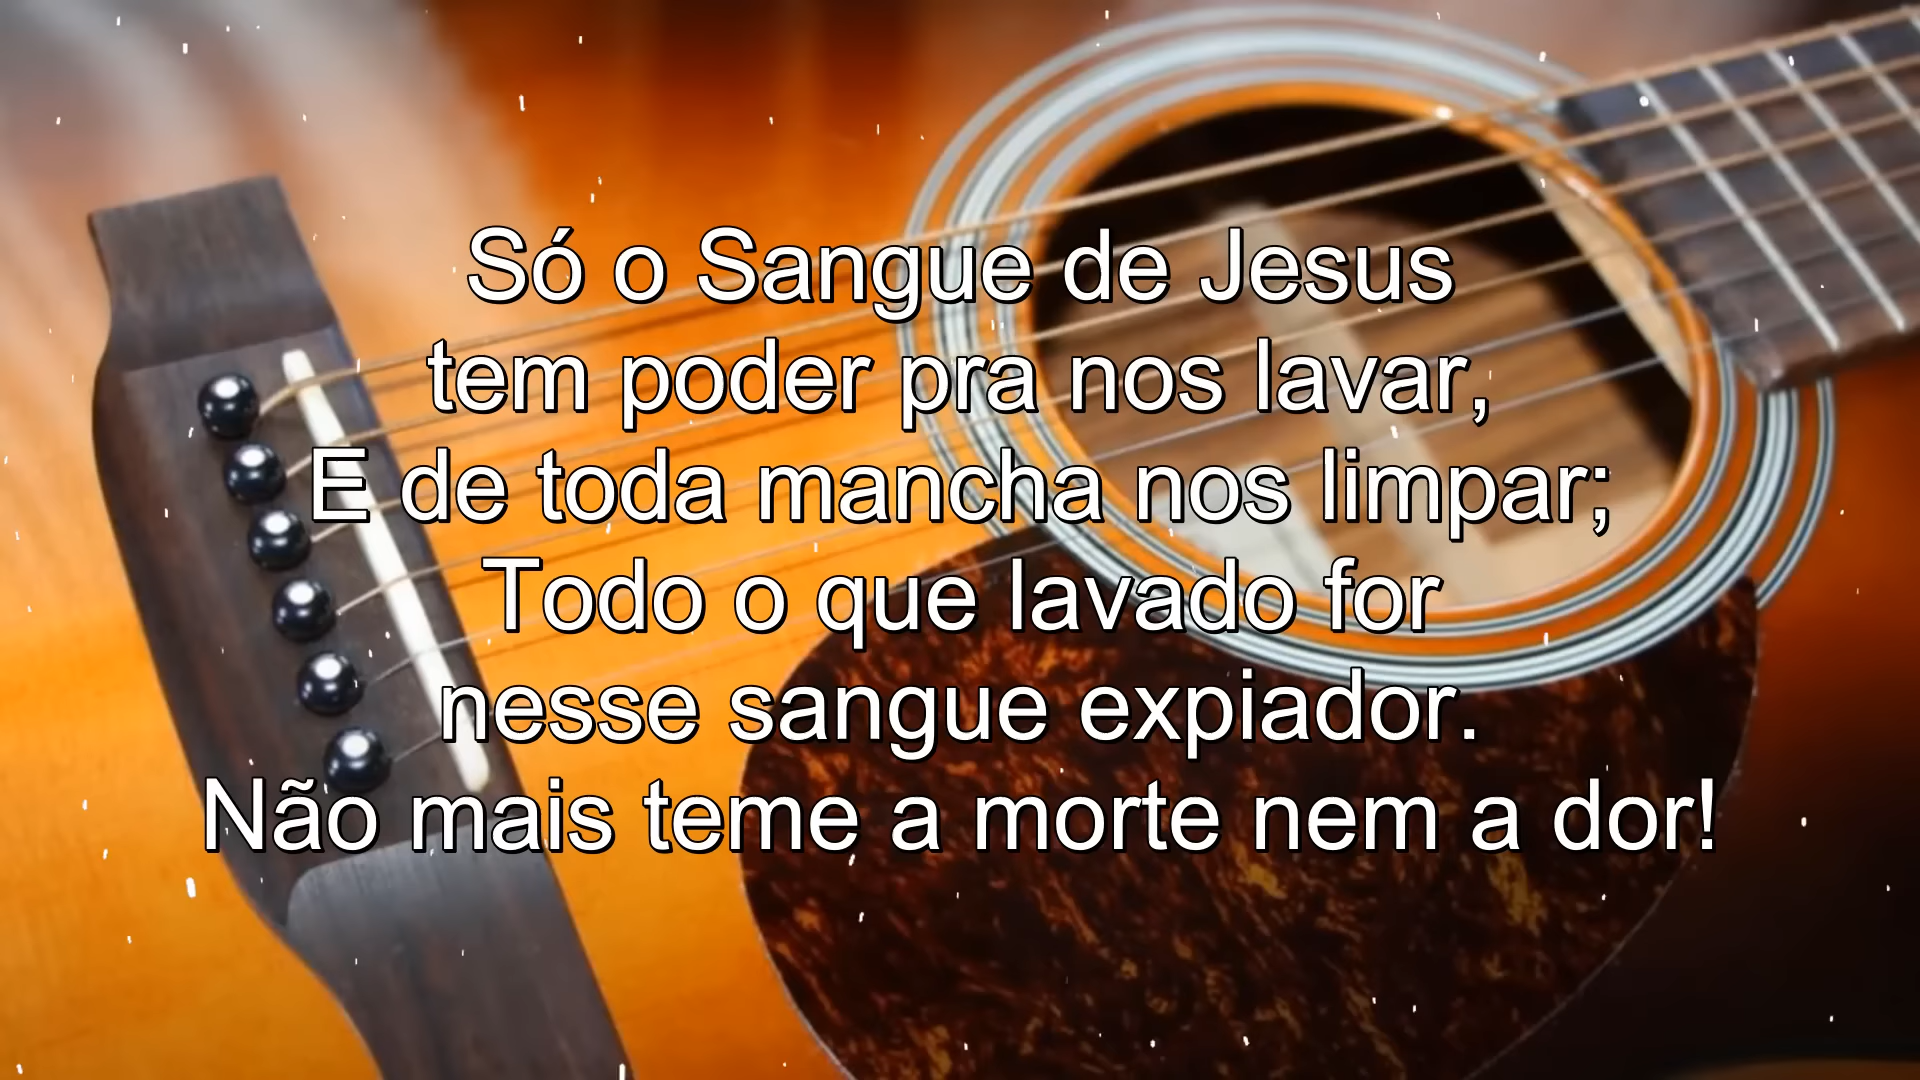 Só o Sangue de Jesus
tem poder pra nos lavar,
E de toda mancha nos limpar;
Todo o que lavado for
nesse sangue expiador.
Não mais teme a morte nem a dor!